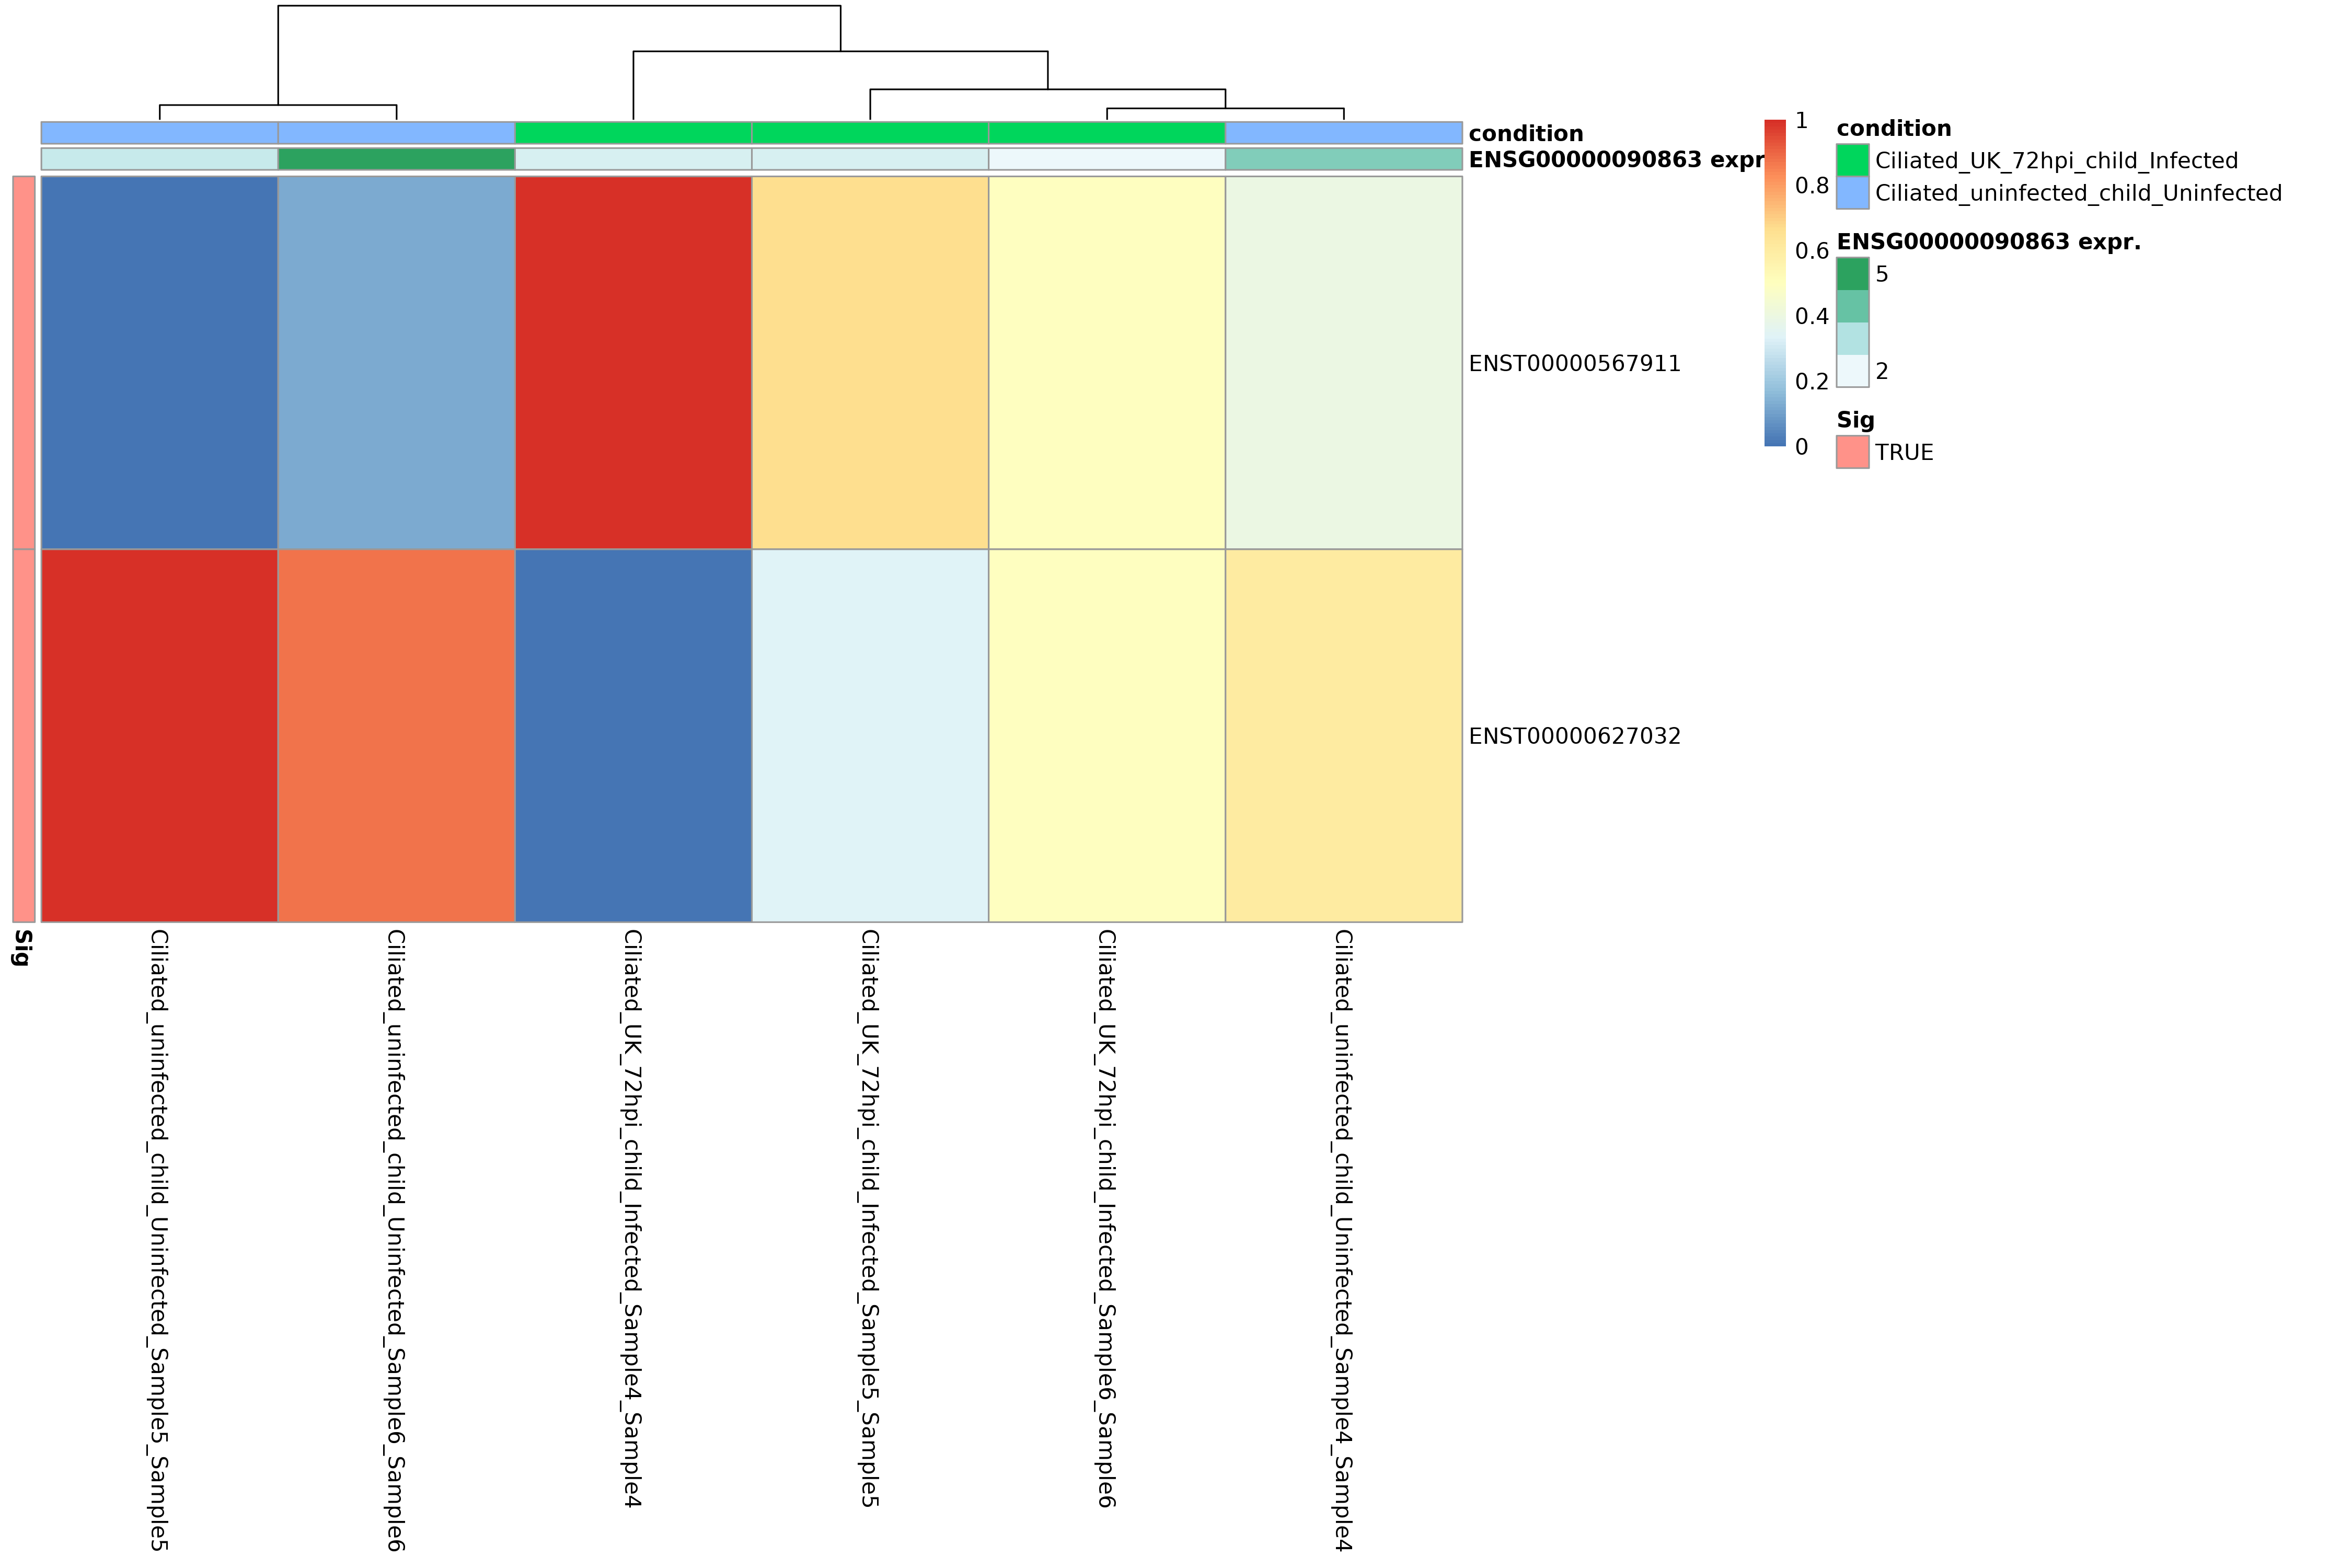 condition
ENSG00000090863 expr
ENST00000567911
ENST00000627032
Sig
Ciliated_uninfected_child_Uninfected_Sample5_Sample5
Ciliated_uninfected_child_Uninfected_Sample6_Sample6
Ciliated_UK_72hpi_child_Infected_Sample4_Sample4
Ciliated_UK_72hpi_child_Infected_Sample5_Sample5
Ciliated_UK_72hpi_child_Infected_Sample6_Sample6
Ciliated_uninfected_child_Uninfected_Sample4_Sample4
1
0.8
0.6
0.4
0.2
0
condition
Ciliated_UK_72hpi_child_Infected
Ciliated_uninfected_child_Uninfected
ENSG00000090863 expr.
5
2
Sig
TRUE